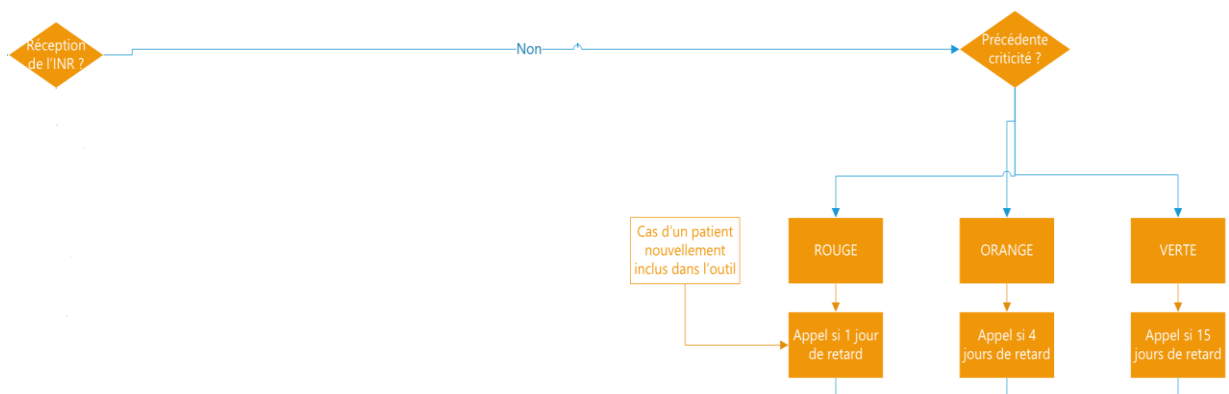 Réception
de l'INR ?
Non
Précédente
criticité ?
Cas d'un patient
nouvellement
inclus dans l'outil
ROUGE
ORANGE
VERTE
Appel si 1 jour
de retard
Appel si 4
jours de retard
Appel si 15
jours de retard